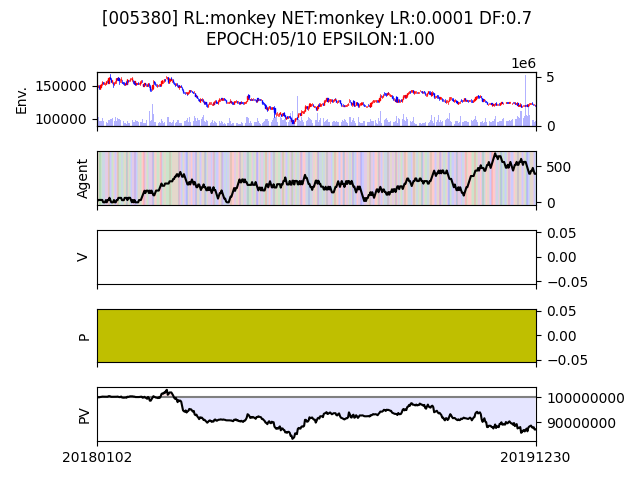 [005380] RL:monkey NET:monkey LR:0.0001 DF:0.7
EPOCH:05/10 EPSILON:1.00
1e6
Env.
150000
100000
5
0
Agent
500
0
V
0.05
0.00
−0.05
P
0.05
0.00
−0.05
PV
100000000
90000000
20180102
20191230